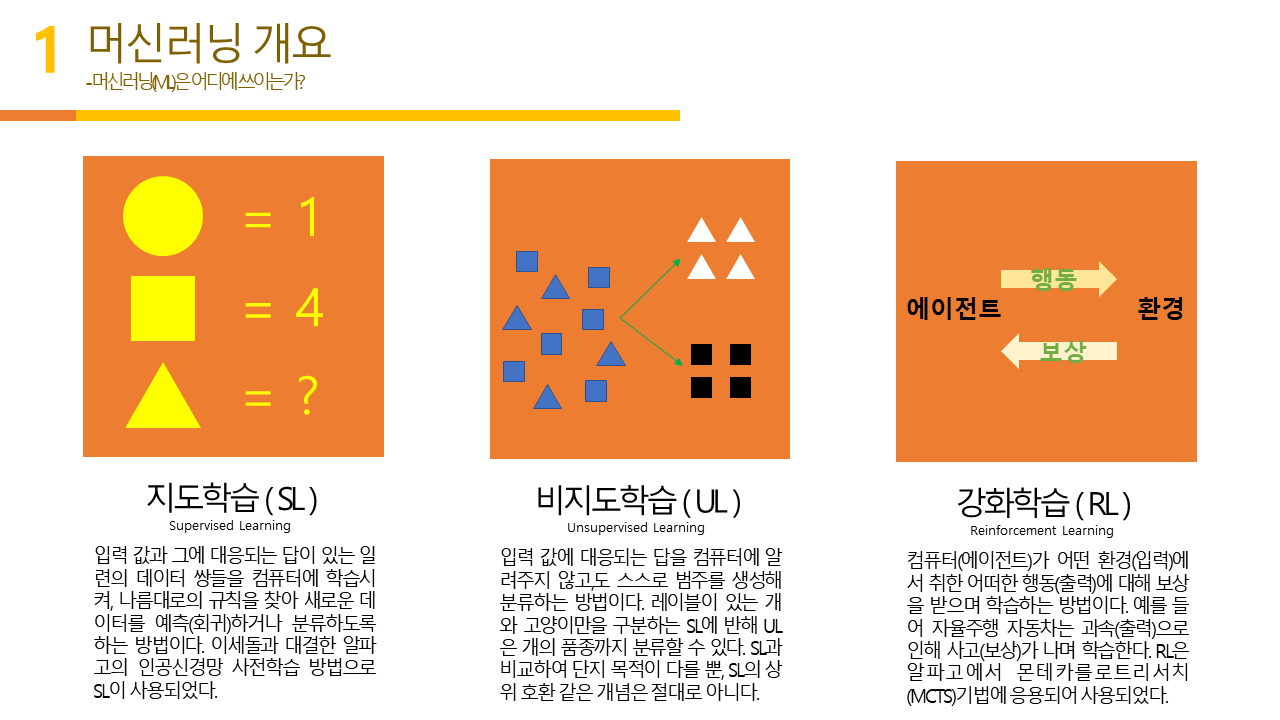 1
머신러닝 개요
-머신러닝(ML)은 어디에 쓰이는가?
= 1
= 4
= ?
행동
에이전트
환경
보상
지도학습 ( SL )
Supervised Learning
입력 값과 그에 대응되는 답이 있는 일
련의 데이터 쌍들을 컴퓨터에 학습시
켜, 나름대로의 규칙을 찾아 새로운 데
이터를 예측(회귀)하거나 분류하도록
하는 방법이다. 이세돌과 대결한 알파
고의 인공신경망 사전학습 방법으로
SL이 사용되었다.
비지도학습 ( UL )
Unsupervised Learning
입력 값에 대응되는 답을 컴퓨터에 알
려주지 않고도 스스로 범주를 생성해
분류하는 방법이다. 레이블이 있는 개
와 고양이만을 구분하는 SL에 반해 UL
은 개의 품종까지 분류할 수 있다. SL과
비교하여 단지 목적이 다를 뿐, SL의 상
위 호환 같은 개념은 절대로 아니다.
강화학습 ( RL )
Reinforcement Learning
컴퓨터(에이전트)가 어떤 환경(입력)에
서 취한 어떠한 행동(출력)에 대해 보상
을 받으며 학습하는 방법이다. 예를 들
어 자율주행 자동차는 과속(출력)으로
인해 사고(보상)가 나며 학습한다. RL은
알파고에서 몬테카를로트리서치
(MCTS)기법에 응용되어 사용되었다.